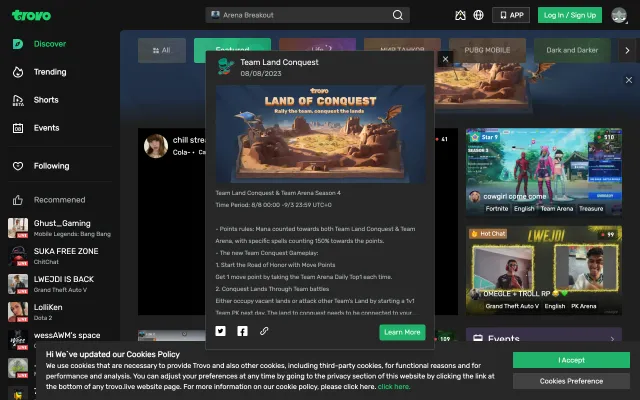 trovo
Arena Breakout
APP
Log In / Sign Up
Discover
Trending
Shorts
BETA
Events
Following
Recommened
Ghust_Gaming
Mobile Legends: Bang Bang
LIVE
SUKA FREE ZONE
ChitChat
LIVE
LWEJDI IS BACK
Grand Theft Auto V
LIVE
LolliKen
Dota 2
LIVE
wessAWM's space
All
Featured
Life
МИР ТАНКОВ
PUBG MOBILE
Dark and Darker
chill stre
Cola-
41
Team Land Conquest
08/08/2023
trovo
LAND OF CONQUEST
Rally the team, conquest the lands
Team Land Conquest & Team Arena Season 4
Time Period: 8/8 00:00 -9/3 23:59 UTC+0
- Points rules: Mana counted towards both Team Land Conquest & Team
Arena, with specific spells counting 150% towards the points.
- The new Team Conquest Gameplay:
1. Start the Road of Honor with Move Points
Get 1 move point by taking the Team Arena Daily Top1 each time.
2. Conquest Lands Through Team battles
Either occupy vacant lands or attack other Team's Land by starting a 1v1
Team PK next day. The land to conquest needs to be connected to your
Learn More
Star 9
510
cowgirl come come
Fortnite
English
Team Arena
Treasure
Hot Chat
99
LWEJDI
OMEGLE + TROLL RP
Grand Theft Auto V
English
PK Arena
109
Events
Hi We`ve updated our Cookies Policy
We use cookies that are necessary to provide Trovo and also other cookies, including third-party cookies, for functional reasons and for
performance and analysis. You can adjust your preferences at any time by going to the privacy section of this website by clicking the link at
the bottom of any trovo.live website page. For more information on our cookie policy, please click here. click here.
I Accept
Cookies Preference